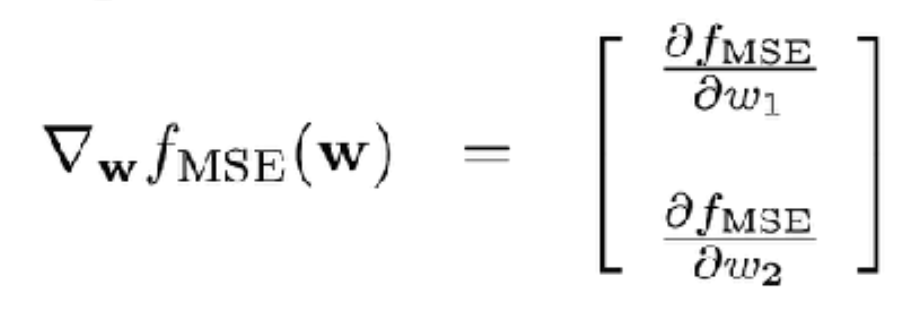 ∇_w f_MSE(w) = [ ∂f_MSE/∂w_1
∂f_MSE/∂w_2 ]